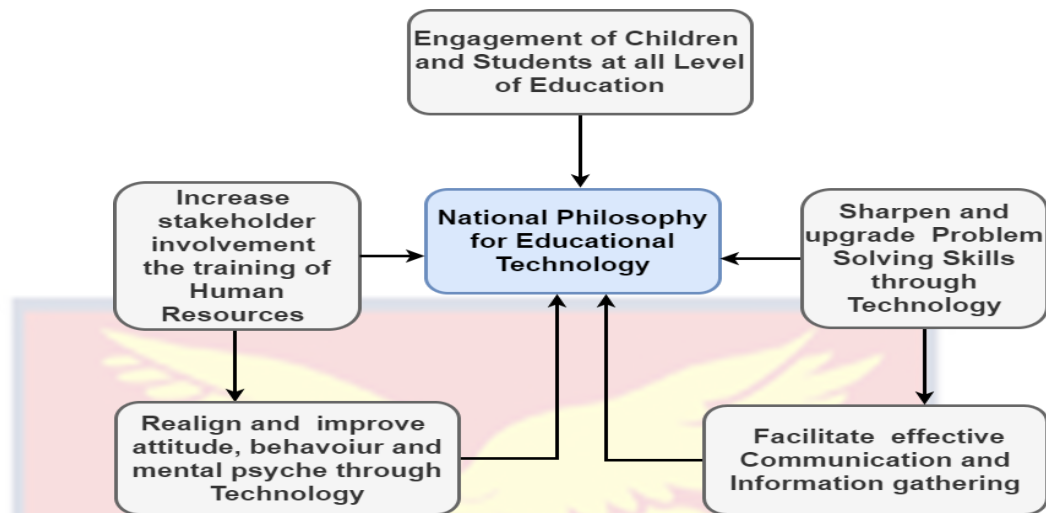 Engagement of Children
and Students at all Level
of Education
Increase
stakeholder
involvement
the training of
Human
Resources
National Philosophy
for Educational
Technology
Sharpen and
upgrade Problem
Solving Skills
through
Technology
Realign and improve
attitude, behavoiur and
mental psyche through
Technology
Facilitate effective
Communication and
Information gathering